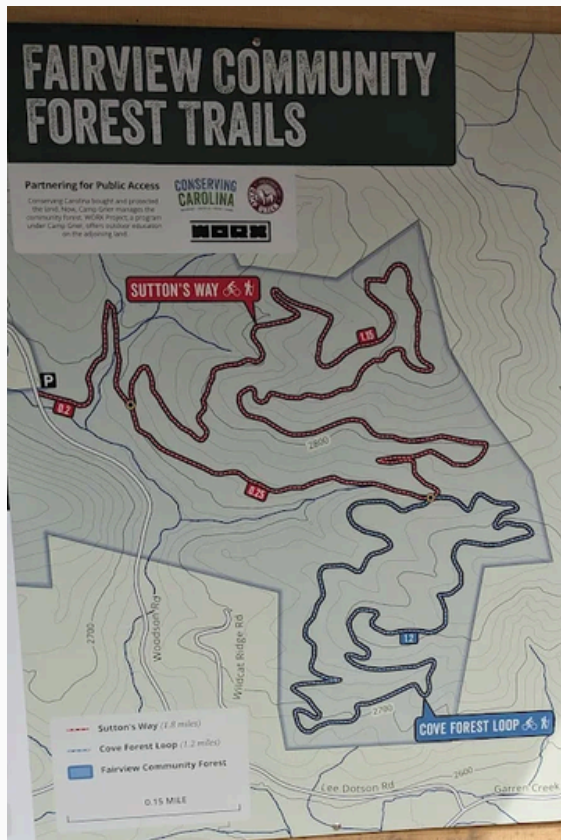 FAIRVIEW COMMUNITY
FOREST TRAILS
Partnering for Public Access
Conserving Carolina bought and protected
the land. Now, Camp Grier manages the
community forest. WORX Project, a program
under Camp Grier, offers outdoor education
on the adjoining land.
CONSERVING
CAROLINA
SUTTON'S WAY
1.15
P
0.2
2800
0.25
Woodson Rd
Wildcat Ridge Rd
2700
1.2
2700
COVE FOREST LOOP
Sutton's Way (1.8 miles)
Cove Forest Loop (1.2 miles)
Fairview Community Forest
0.15 MILE
Lee Dotson Rd
2600
Garren Creek